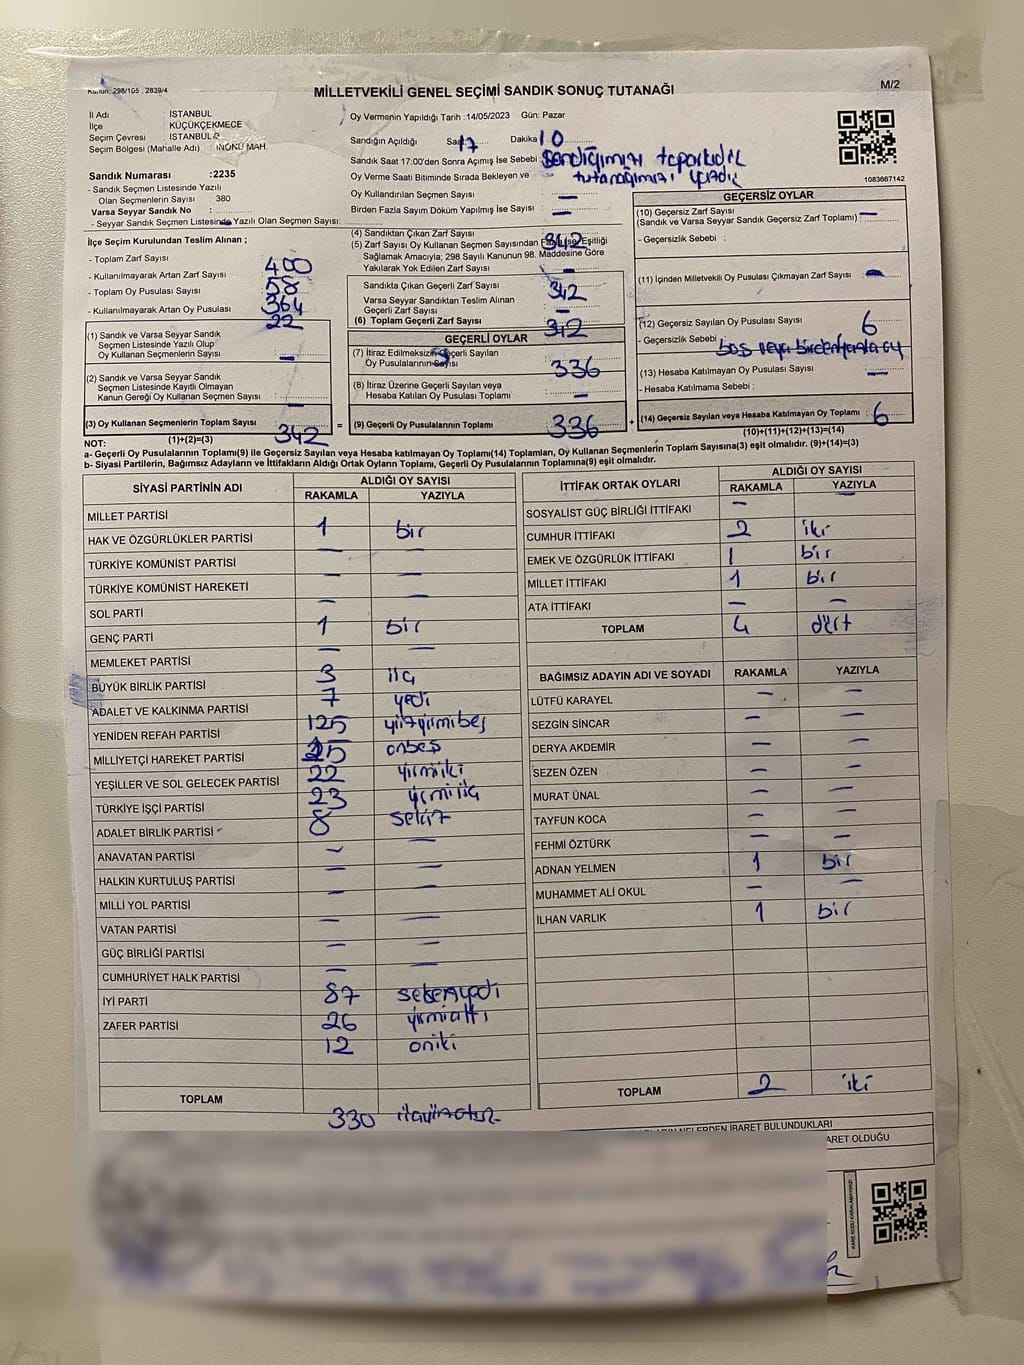 Kanun: 298/105 , 2839/4
M/2
MİLLETVEKİLİ GENEL SEÇİMİ SANDIK SONUÇ TUTANAĞI
İl Adı İSTANBUL
İlçe KÜÇÜKÇEKMECE
Seçim Çevresi : İSTANBUL
Seçim Bölgesi (Mahalle Adı) : İNÖNÜ MAH.
Sandık Numarası :2235
- Sandık Seçmen Listesinde Yazılı
Olan Seçmenlerin Sayısı : 380
Varsa Seyyar Sandık No :
- Seyyar Sandık Seçmen Listesinde Yazılı Olan Seçmen Sayısı:
İlçe Seçim Kurulundan Teslim Alınan ;
- Toplam Zarf Sayısı : 400
- Kullanılmayarak Artan Zarf Sayısı : 58
- Toplam Oy Pusulası Sayısı : 364
- Kullanılmayarak Artan Oy Pusulası : 22
(1) Sandık ve Varsa Seyyar Sandık
Seçmen Listesinde Yazılı Olup
Oy Kullanan Seçmenlerin Sayısı : —
(2) Sandık ve Varsa Seyyar Sandık
Seçmen Listesinde Kayıtlı Olmayan
Kanun Gereği Oy Kullanan Seçmen Sayısı : —
(3) Oy Kullanan Seçmenlerin Toplam Sayısı : 342
(1)+(2)=(3)
Oy Vermenin Yapıldığı Tarih :14/05/2023 Gün: Pazar
Sandığın Açıldığı Saat: 17 Dakika 10
Sandık Saat 17:00'den Sonra Açımış İse Sebebi : Sandığımızı toparladık
Oy Verme Saati Bitiminde Sırada Bekleyen ve tutanağımızı yazdık
Oy Kullandırılan Seçmen Sayısı : —
Birden Fazla Sayım Döküm Yapılmış İse Sayısı : —
(4) Sandıktan Çıkan Zarf Sayısı : 342
(5) Zarf Sayısı Oy Kullanan Seçmen Sayısından Fazla ise Eşitliği
Sağlamak Amacıyla; 298 Sayılı Kanunun 98. Maddesine Göre
Yakılarak Yok Edilen Zarf Sayısı : —
Sandıkta Çıkan Geçerli Zarf Sayısı : 342
Varsa Seyyar Sandıktan Teslim Alınan
Geçerli Zarf Sayısı : —
(6) Toplam Geçerli Zarf Sayısı : 342
GEÇERLİ OYLAR
(7) İtiraz Edilmeksizin Geçerli Sayılan
Oy Pusulalarının Sayısı : 336
(8) İtiraz Üzerine Geçerli Sayılan veya
Hesaba Katılan Oy Pusulası Toplamı : —
(9) Geçerli Oy Pusulalarının Toplamı : 336
GEÇERSİZ OYLAR
(10) Geçersiz Zarf Sayısı
(Sandık ve Varsa Seyyar Sandık Geçersiz Zarf Toplamı) : —
- Geçersizlik Sebebi :
(11) İçinden Milletvekili Oy Pusulası Çıkmayan Zarf Sayısı : —
(12) Geçersiz Sayılan Oy Pusulası Sayısı : 6
- Geçersizlik Sebebi : boş veya birden fazla oy
(13) Hesaba Katılmayan Oy Pusulası Sayısı : —
- Hesaba Katılmama Sebebi :
(14) Geçersiz Sayılan veya Hesaba Katılmayan Oy Toplamı : 6
(10)+(11)+(12)+(13)=(14)
1083667142
NOT:
a- Geçerli Oy Pusulalarının Toplamı(9) ile Geçersiz Sayılan veya Hesaba katılmayan Oy Toplamı(14) Toplamları, Oy Kullanan Seçmenlerin Toplam Sayısına(3) eşit olmalıdır. (9)+(14)=(3)
b- Siyasi Partilerin, Bağımsız Adayların ve İttifakların Aldığı Ortak Oyların Toplamı, Geçerli Oy Pusulalarının Toplamına(9) eşit olmalıdır.
SİYASİ PARTİNİN ADI ALDIĞI OY SAYISI
RAKAMLA YAZIYLA
MİLLET PARTİSİ 1 bir
HAK VE ÖZGÜRLÜKLER PARTİSİ — —
TÜRKİYE KOMÜNİST PARTİSİ — —
TÜRKİYE KOMÜNİST HAREKETİ — —
SOL PARTİ 1 bir
GENÇ PARTİ — —
MEMLEKET PARTİSİ 3 üç
BÜYÜK BİRLİK PARTİSİ 7 yedi
ADALET VE KALKINMA PARTİSİ 125 yüzyirmibeş
YENİDEN REFAH PARTİSİ 15 onbeş
MİLLİYETÇİ HAREKET PARTİSİ 22 yirmiiki
YEŞİLLER VE SOL GELECEK PARTİSİ 23 yirmiüç
TÜRKİYE İŞÇİ PARTİSİ 8 sekiz
ADALET BİRLİK PARTİSİ — —
ANAVATAN PARTİSİ — —
HALKIN KURTULUŞ PARTİSİ — —
MİLLİ YOL PARTİSİ — —
VATAN PARTİSİ — —
GÜÇ BİRLİĞİ PARTİSİ — —
CUMHURİYET HALK PARTİSİ 87 seksenyedi
İYİ PARTİ 26 yirmialtı
ZAFER PARTİSİ 12 oniki
TOPLAM 330 üçyüzotuz
İTTİFAK ORTAK OYLARI ALDIĞI OY SAYISI
RAKAMLA YAZIYLA
SOSYALİST GÜÇ BİRLİĞİ İTTİFAKI — —
CUMHUR İTTİFAKI 2 iki
EMEK VE ÖZGÜRLÜK İTTİFAKI 1 bir
MİLLET İTTİFAKI 1 bir
ATA İTTİFAKI — —
TOPLAM 4 dört
BAĞIMSIZ ADAYIN ADI VE SOYADI RAKAMLA YAZIYLA
LÜTFÜ KARAYEL — —
SEZGİN SİNCAR — —
DERYA AKDEMİR — —
SEZEN ÖZEN — —
MURAT ÜNAL — —
TAYFUN KOCA — —
FEHMİ ÖZTÜRK — —
ADNAN YELMEN 1 bir
MUHAMMET ALİ OKUL — —
İLHAN VARLIK 1 bir
TOPLAM 2 iki
NELERDEN İBARET BULUNDUKLARI
OLDUĞU